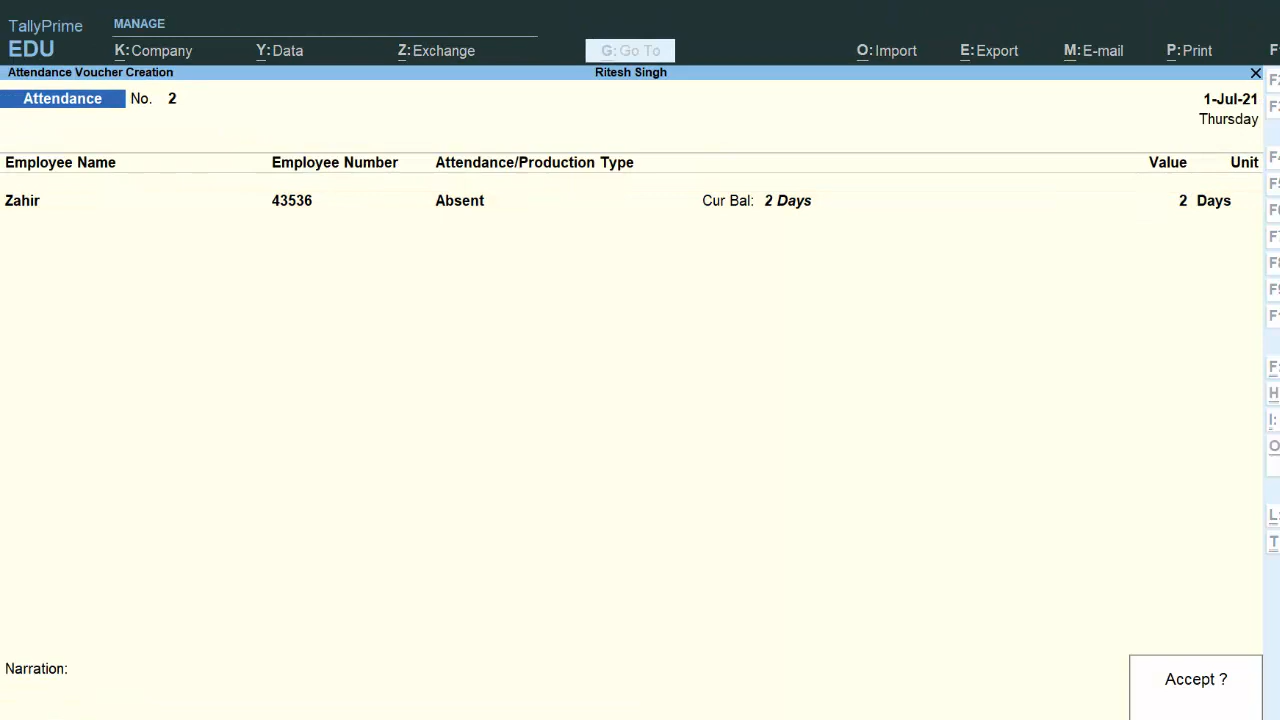 TallyPrime MANAGE
EDU K: Company Y: Data Z: Exchange G: Go To O: Import E: Export M: E-mail P: Print
Attendance Voucher Creation Ritesh Singh
Attendance No. 2 1-Jul-21
Thursday
Employee Name Employee Number Attendance/Production Type Value Unit
Zahir 43536 Absent Cur Bal: 2 Days 2 Days
Narration:
Accept ?